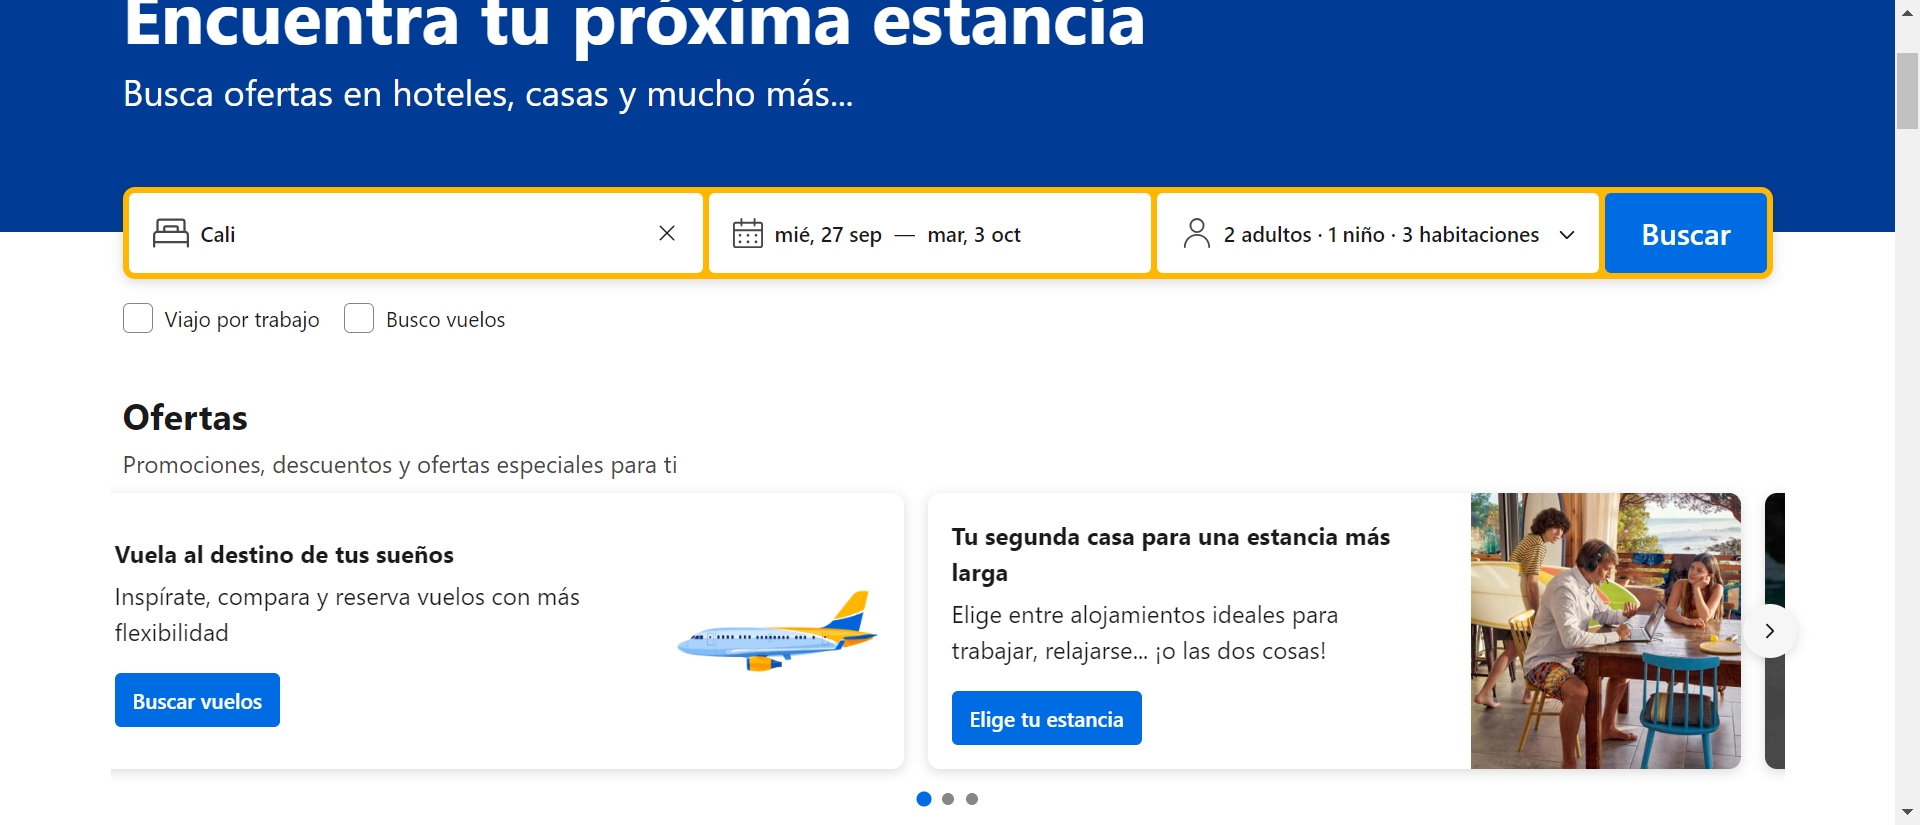 Encuentra tu próxima estancia
Busca ofertas en hoteles, casas y mucho más...
Cali
mié, 27 sep — mar, 3 oct
2 adultos · 1 niño · 3 habitaciones
Buscar
Viajo por trabajo
Busco vuelos
Ofertas
Promociones, descuentos y ofertas especiales para ti
Vuela al destino de tus sueños
Inspírate, compara y reserva vuelos con más
flexibilidad
Buscar vuelos
Tu segunda casa para una estancia más
larga
Elige entre alojamientos ideales para
trabajar, relajarse... ¡o las dos cosas!
Elige tu estancia